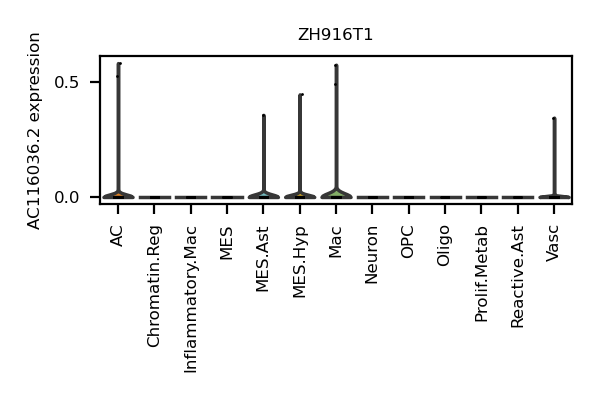 ZH916T1
AC116036.2 expression
0.5
0.0
AC
Chromatin.Reg
Inflammatory.Mac
MES
MES.Ast
MES.Hyp
Mac
Neuron
OPC
Oligo
Prolif.Metab
Reactive.Ast
Vasc